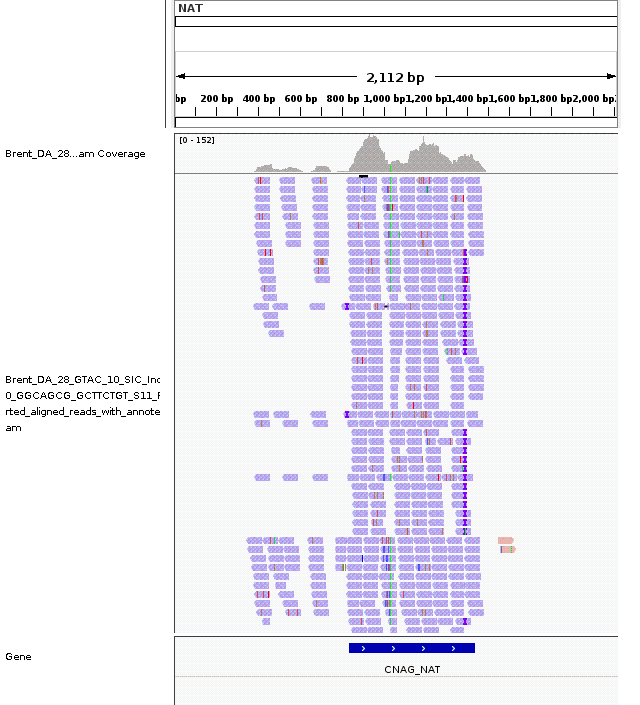 NAT
2,112 bp
bp 200 bp 400 bp 600 bp 800 bp 1,000 bp 1,200 bp 1,400 bp 1,600 bp 1,800 bp 2,000 bp
[0 - 152]
Brent_DA_28...am Coverage
Brent_DA_28_GTAC_10_SIC_Inc
0_GGCAGCG_GCTTCTGT_S11_F
rted_aligned_reads_with_annote
am
Gene
CNAG_NAT